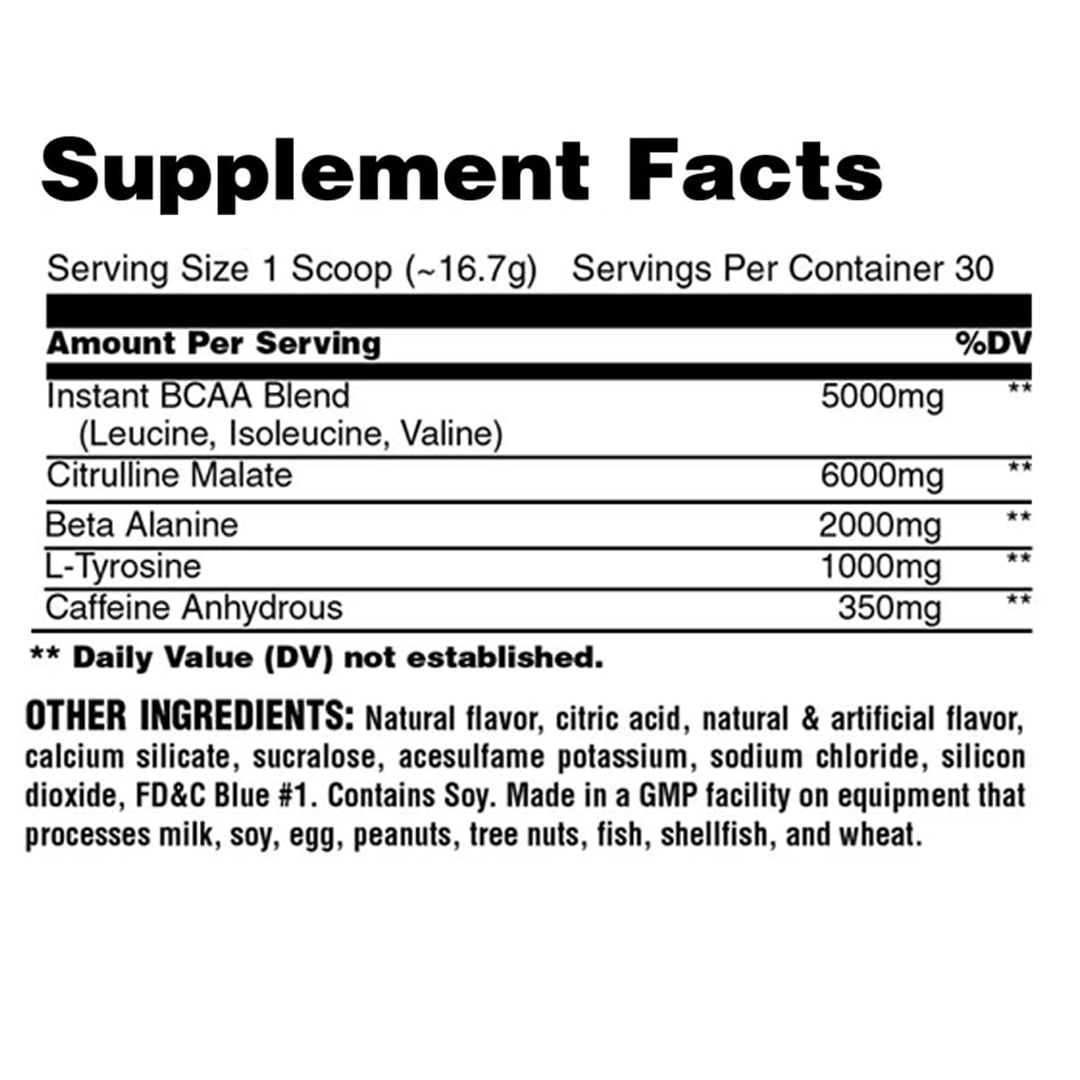 Supplement Facts
Serving Size 1 Scoop (~16.7g) Servings Per Container 30
Amount Per Serving %DV
Instant BCAA Blend 5000mg **
(Leucine, Isoleucine, Valine)
Citrulline Malate 6000mg **
Beta Alanine 2000mg **
L-Tyrosine 1000mg **
Caffeine Anhydrous 350mg **
** Daily Value (DV) not established.
OTHER INGREDIENTS: Natural flavor, citric acid, natural & artificial flavor,
calcium silicate, sucralose, acesulfame potassium, sodium chloride, silicon
dioxide, FD&C Blue #1. Contains Soy. Made in a GMP facility on equipment that
processes milk, soy, egg, peanuts, tree nuts, fish, shellfish, and wheat.